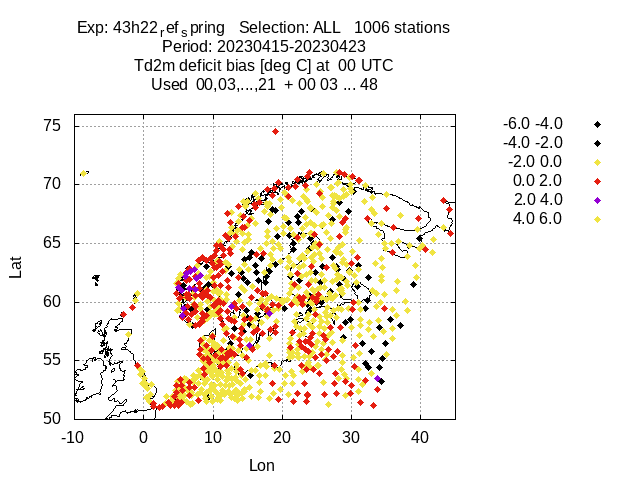 Exp: 43h22ref spring   Selection: ALL   1006 stations
Period: 20230415-20230423
Td2m deficit bias [deg C] at  00 UTC
Used  00,03,...,21  + 00 03 ... 48
-6.0 -4.0
-4.0 -2.0
-2.0 0.0
0.0 2.0
2.0 4.0
4.0 6.0
75
70
65
60
55
50
Lat
-10 0 10 20 30 40
Lon